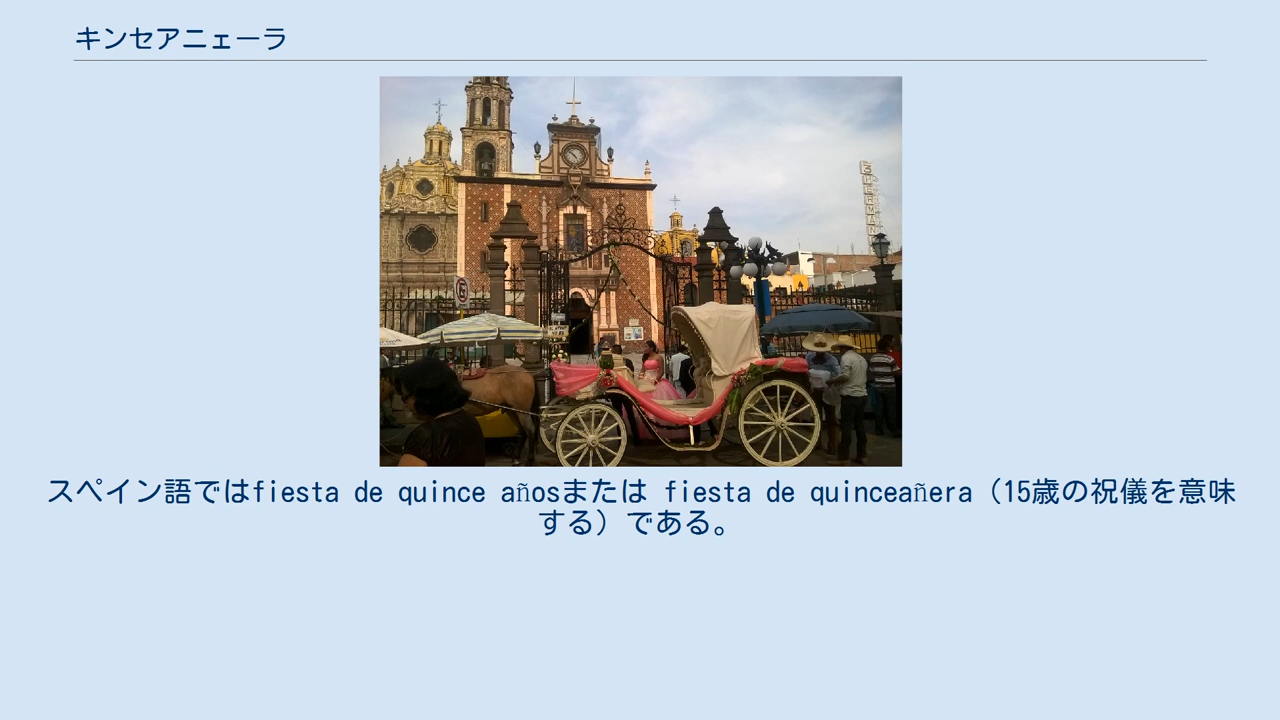 キンセアニェーラ
スペイン語ではfiesta de quince añosまたは fiesta de quinceañera（15歳の祝儀を意味
する）である。